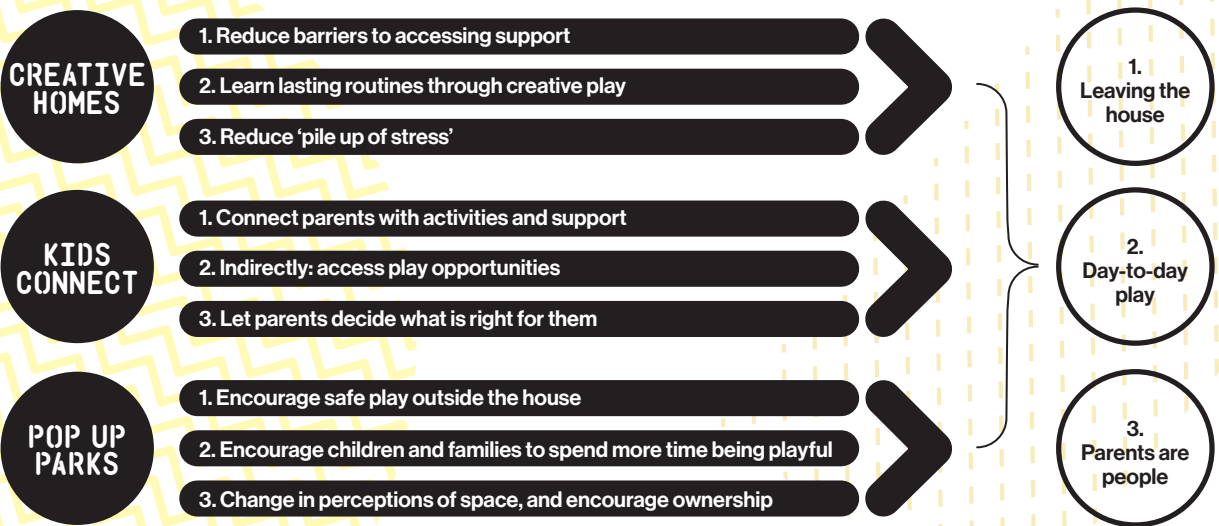 CREATIVE
HOMES
1. Reduce barriers to accessing support
2. Learn lasting routines through creative play
3. Reduce ‘pile up of stress’
KIDS
CONNECT
1. Connect parents with activities and support
2. Indirectly: access play opportunities
3. Let parents decide what is right for them
POP UP
PARKS
1. Encourage safe play outside the house
2. Encourage children and families to spend more time being playful
3. Change in perceptions of space, and encourage ownership
1.
Leaving the
house
2.
Day-to-day
play
3.
Parents are
people